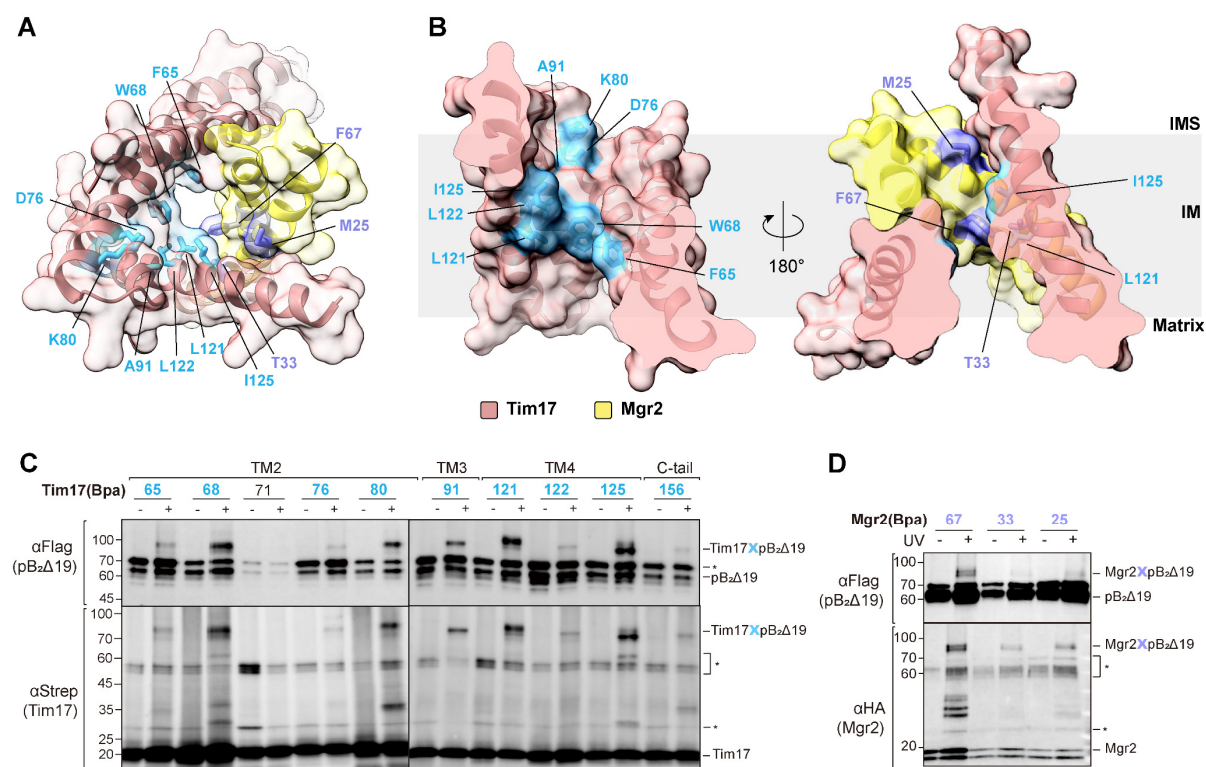 A
F65
W68
F67
D76
M25
K80
A91
L122
L121
I125
T33
B
A91
K80
D76
I125
L122
L121
W68
F65
180°
M25
F67
I125
L121
T33
IMS
IM
Matrix
Tim17 Mgr2
C
TM2 TM3 TM4 C-tail
Tim17(Bpa) 65 68 71 76 80 91 121 122 125 156
- + - + - + - + - + - + - + - + - + - +
αFlag
(pB₂Δ19)
100
70
60
45
Tim17XpB₂Δ19
*
pB₂Δ19
αStrep
(Tim17)
100
70
60
45
35
25
20
Tim17XpB₂Δ19
*
*
Tim17
D
Mgr2(Bpa) 67 33 25
UV - + - + - +
αFlag
(pB₂Δ19)
100
70
60
Mgr2XpB₂Δ19
pB₂Δ19
αHA
(Mgr2)
100
70
60
20
Mgr2XpB₂Δ19
*
*
Mgr2